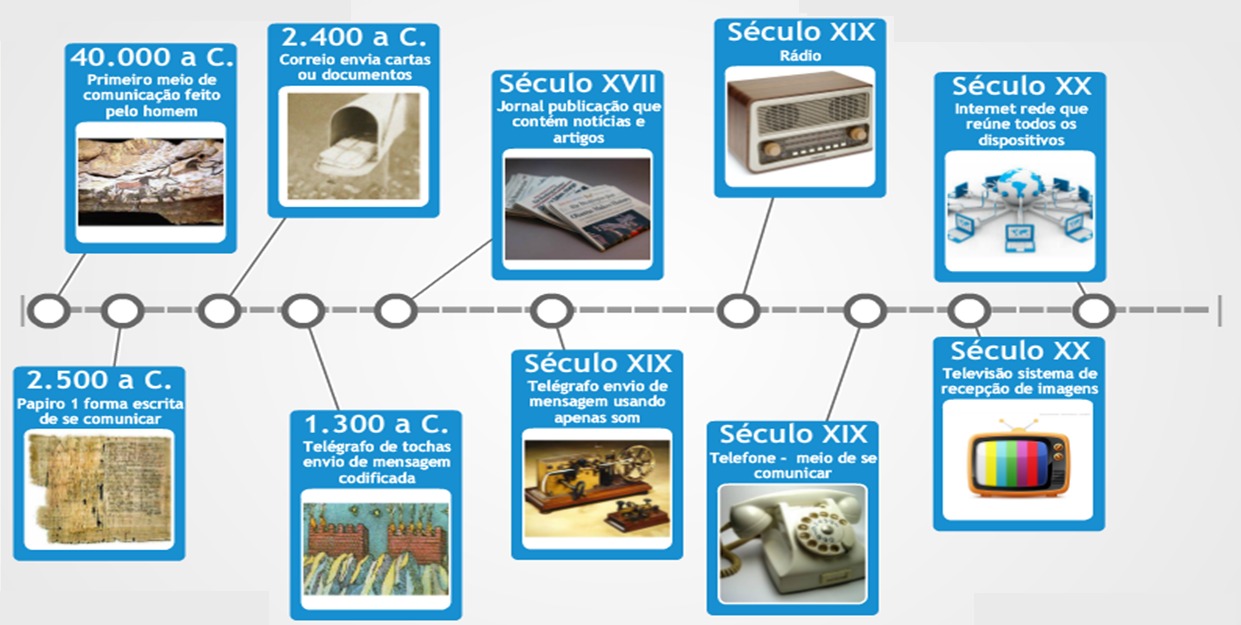 40.000 a C.
Primeiro meio de
comunicação feito
pelo homem
2.500 a C.
Papiro 1 forma escrita
de se comunicar
2.400 a C.
Correio envia cartas
ou documentos
1.300 a C.
Telégrafo de tochas
envio de mensagem
codificada
Século XVII
Jornal publicação que
contém notícias e
artigos
Século XIX
Telégrafo envio de
mensagem usando
apenas som
Século XIX
Rádio
Século XIX
Telefone - meio de se
comunicar
Século XX
Televisão sistema de
recepção de imagens
Século XX
Internet rede que
reúne todos os
dispositivos